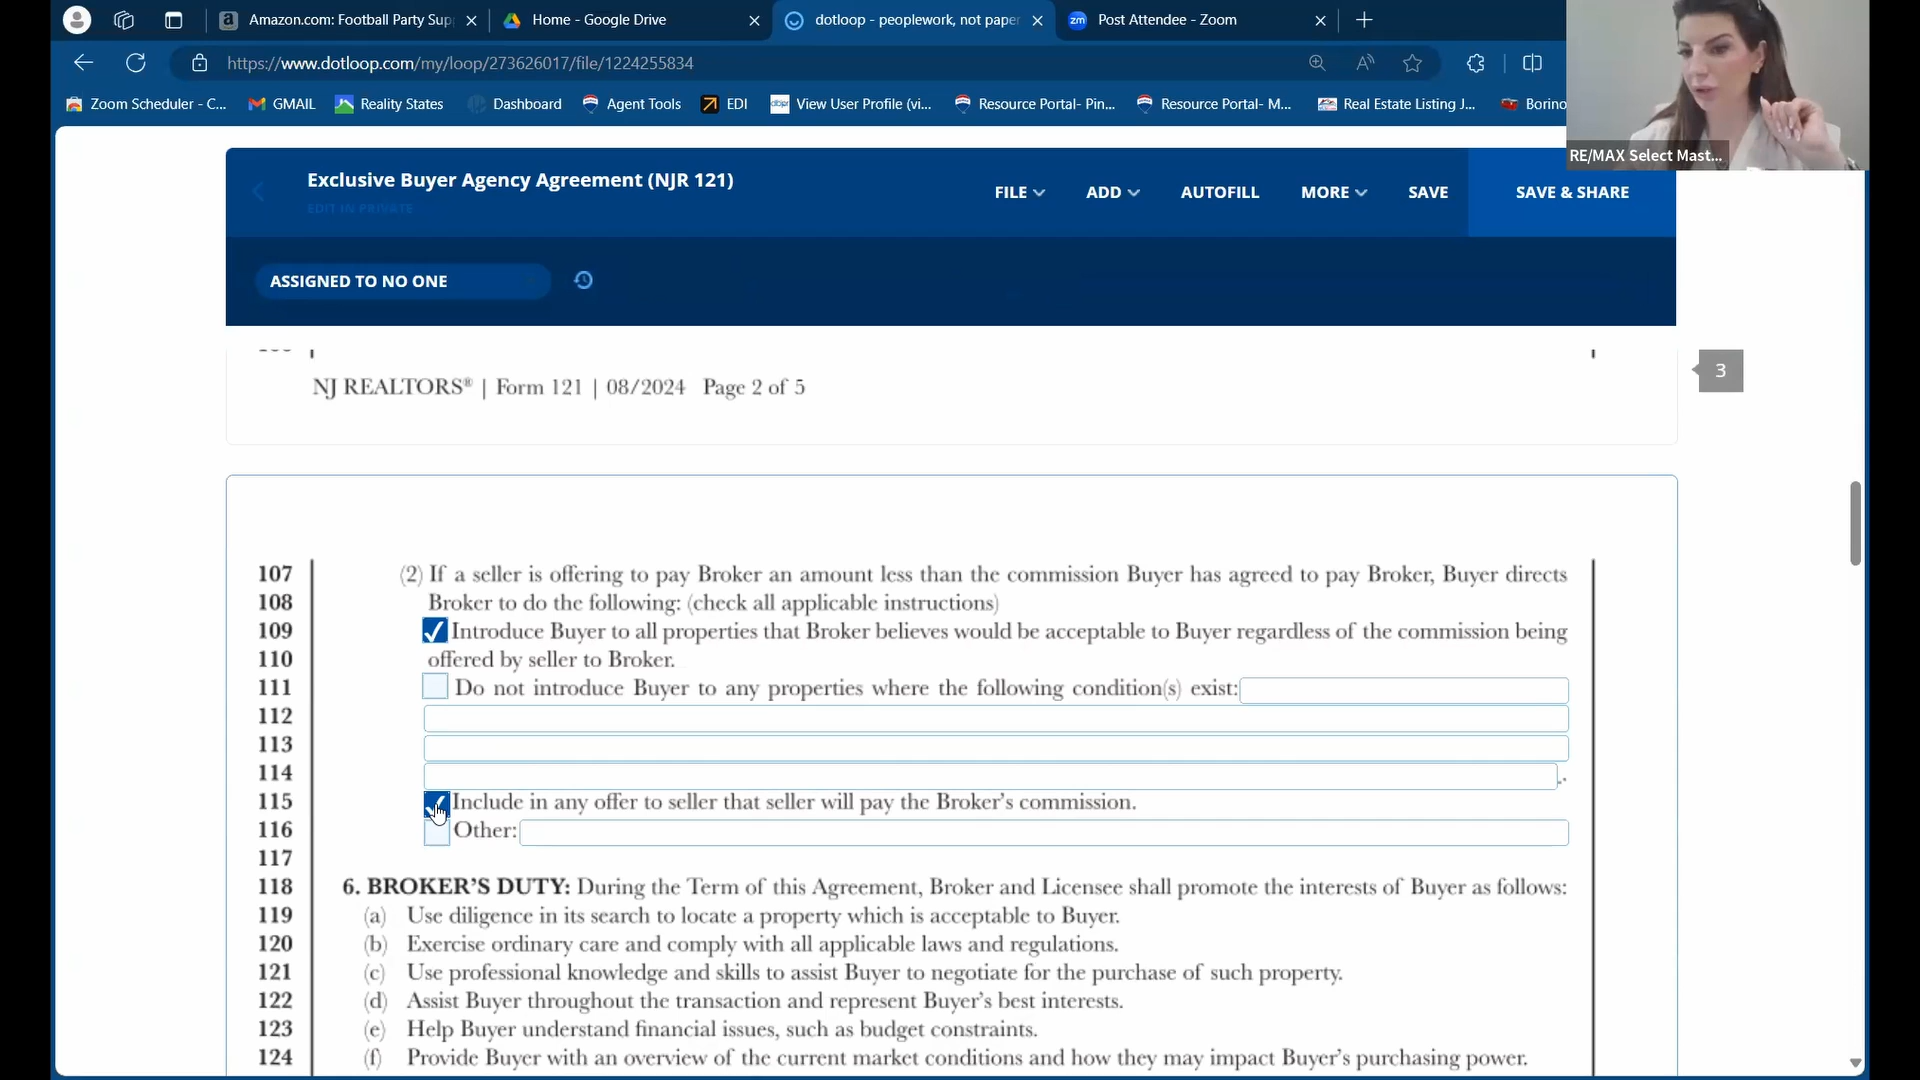 Amazon.com: Football Party Sup
Home - Google Drive
dotloop - peoplework, not paper
zm Post Attendee - Zoom
https://www.dotloop.com/my/loop/273626017/file/1224255834
Zoom Scheduler - C...
GMAIL
Reality States
Dashboard
Agent Tools
EDI
View User Profile (vi...
Resource Portal- Pin...
Resource Portal- M...
Real Estate Listing J...
Borino
RE/MAX Select Mast...
Exclusive Buyer Agency Agreement (NJR 121)
EDIT IN PRIVATE
FILE
ADD
AUTOFILL
MORE
SAVE
SAVE & SHARE
ASSIGNED TO NO ONE
3
NJ REALTORS® | Form 121 | 08/2024 Page 2 of 5
107 (2) If a seller is offering to pay Broker an amount less than the commission Buyer has agreed to pay Broker, Buyer directs
108 Broker to do the following: (check all applicable instructions)
109 Introduce Buyer to all properties that Broker believes would be acceptable to Buyer regardless of the commission being
110 offered by seller to Broker.
111 Do not introduce Buyer to any properties where the following condition(s) exist:
112
113
114 .
115 Include in any offer to seller that seller will pay the Broker's commission.
116 Other:
117
118 6. BROKER'S DUTY: During the Term of this Agreement, Broker and Licensee shall promote the interests of Buyer as follows:
119 (a) Use diligence in its search to locate a property which is acceptable to Buyer.
120 (b) Exercise ordinary care and comply with all applicable laws and regulations.
121 (c) Use professional knowledge and skills to assist Buyer to negotiate for the purchase of such property.
122 (d) Assist Buyer throughout the transaction and represent Buyer's best interests.
123 (e) Help Buyer understand financial issues, such as budget constraints.
124 (f) Provide Buyer with an overview of the current market conditions and how they may impact Buyer's purchasing power.